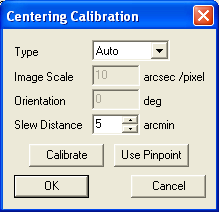 Centering Calibration
Type Auto
Image Scale 10 arcsec /pixel
Orientation 0 deg
Slew Distance 5 arcmin
Calibrate Use Pinpoint
OK Cancel